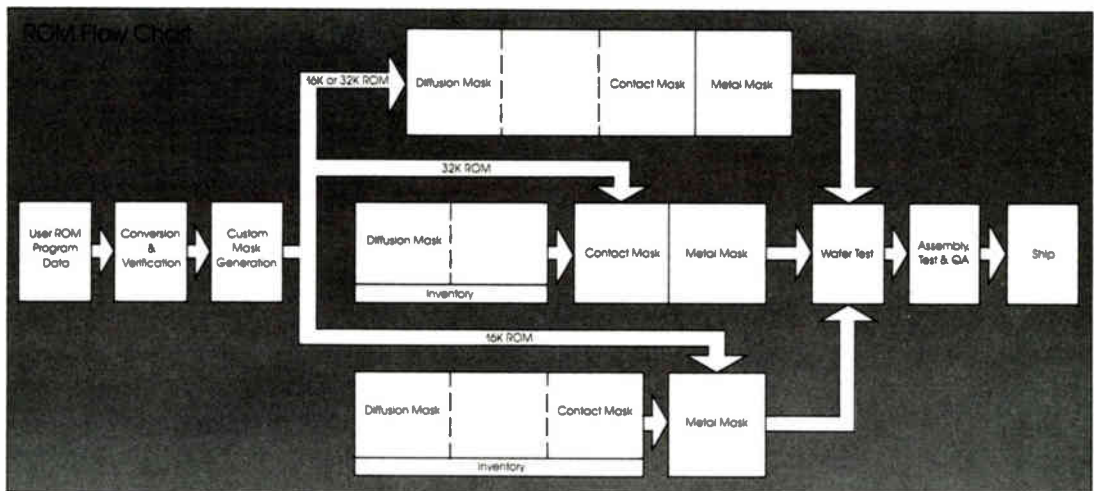 ROM Flow Chart
16K or 32K ROM
Diffusion Mask
Contact Mask
Metal Mask
32K ROM
User ROM
Program
Data
Conversion
&
Verification
Custom
Mask
Generation
Diffusion Mask
Inventory
Contact Mask
Metal Mask
Wafer Test
Assembly,
Test & QA
Ship
16K ROM
Diffusion Mask
Contact Mask
Inventory
Metal Mask